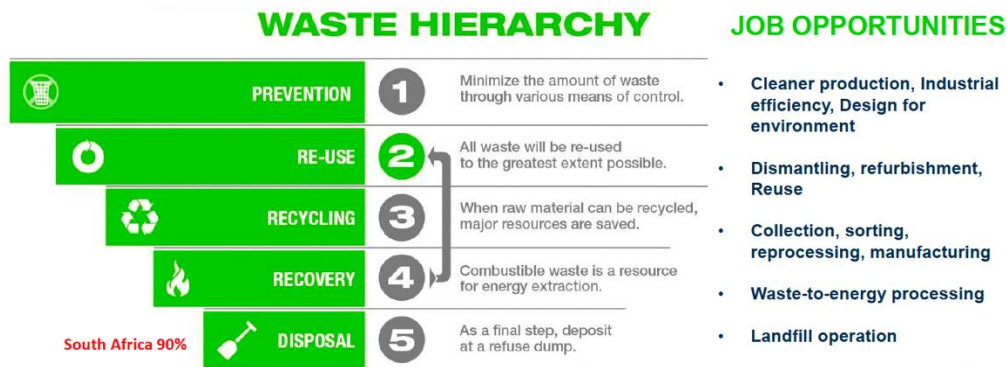 WASTE HIERARCHY
JOB OPPORTUNITIES
PREVENTION
1
Minimize the amount of waste
through various means of control.
• Cleaner production, Industrial
efficiency, Design for
environment
RE-USE
2
All waste will be re-used
to the greatest extent possible.
• Dismantling, refurbishment,
Reuse
RECYCLING
3
When raw material can be recycled,
major resources are saved.
• Collection, sorting,
reprocessing, manufacturing
RECOVERY
4
Combustible waste is a resource
for energy extraction.
• Waste-to-energy processing
South Africa 90%
DISPOSAL
5
As a final step, deposit
at a refuse dump.
• Landfill operation